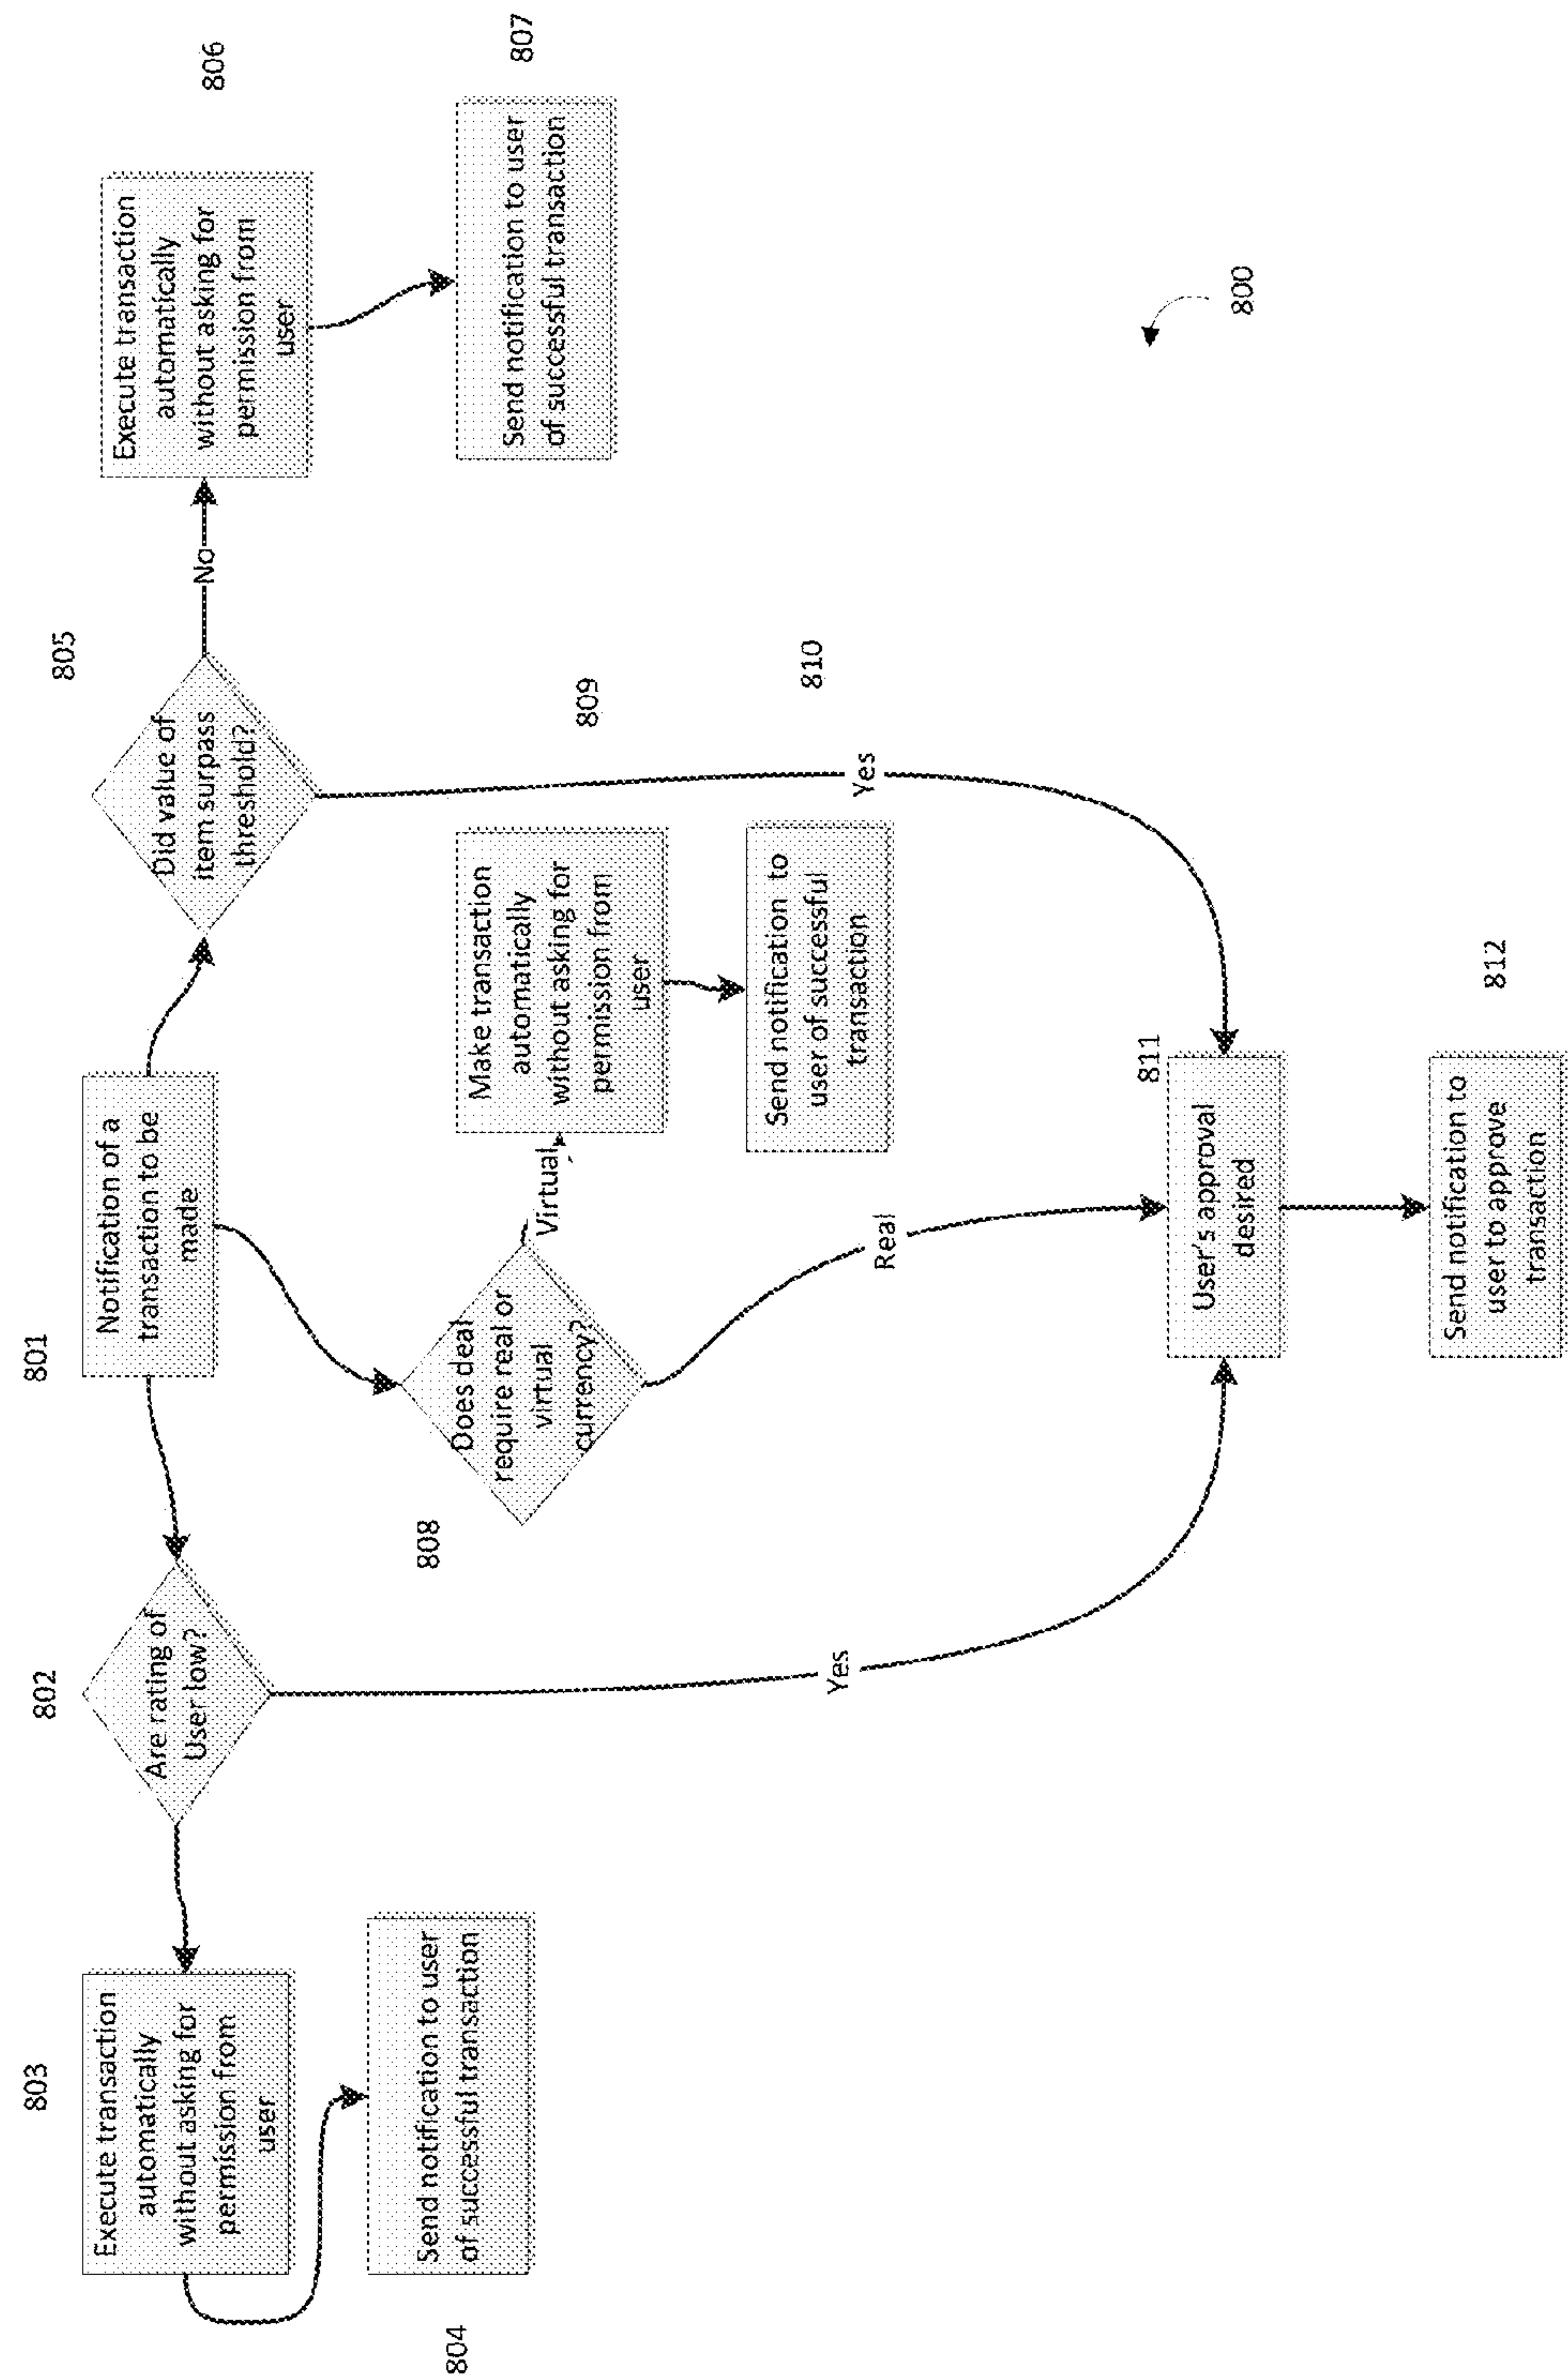 801
Notification of a
transaction to be
made
802
Are rating of
User low?
803
Execute transaction
automatically
without asking for
permission from
user
804
Send notification to user
of successful transaction
Yes
805
Did value of
item surpass
threshold?
No
806
Execute transaction
automatically
without asking for
permission from
user
807
Send notification to user
of successful transaction
Yes
808
Does deal
require real or
virtual
currency?
Virtual
809
Make transaction
automatically
without asking for
permission from
user
810
Send notification to
user of successful
transaction
Real
811
User's approval
desired
812
Send notification to
user to approve
transaction
800